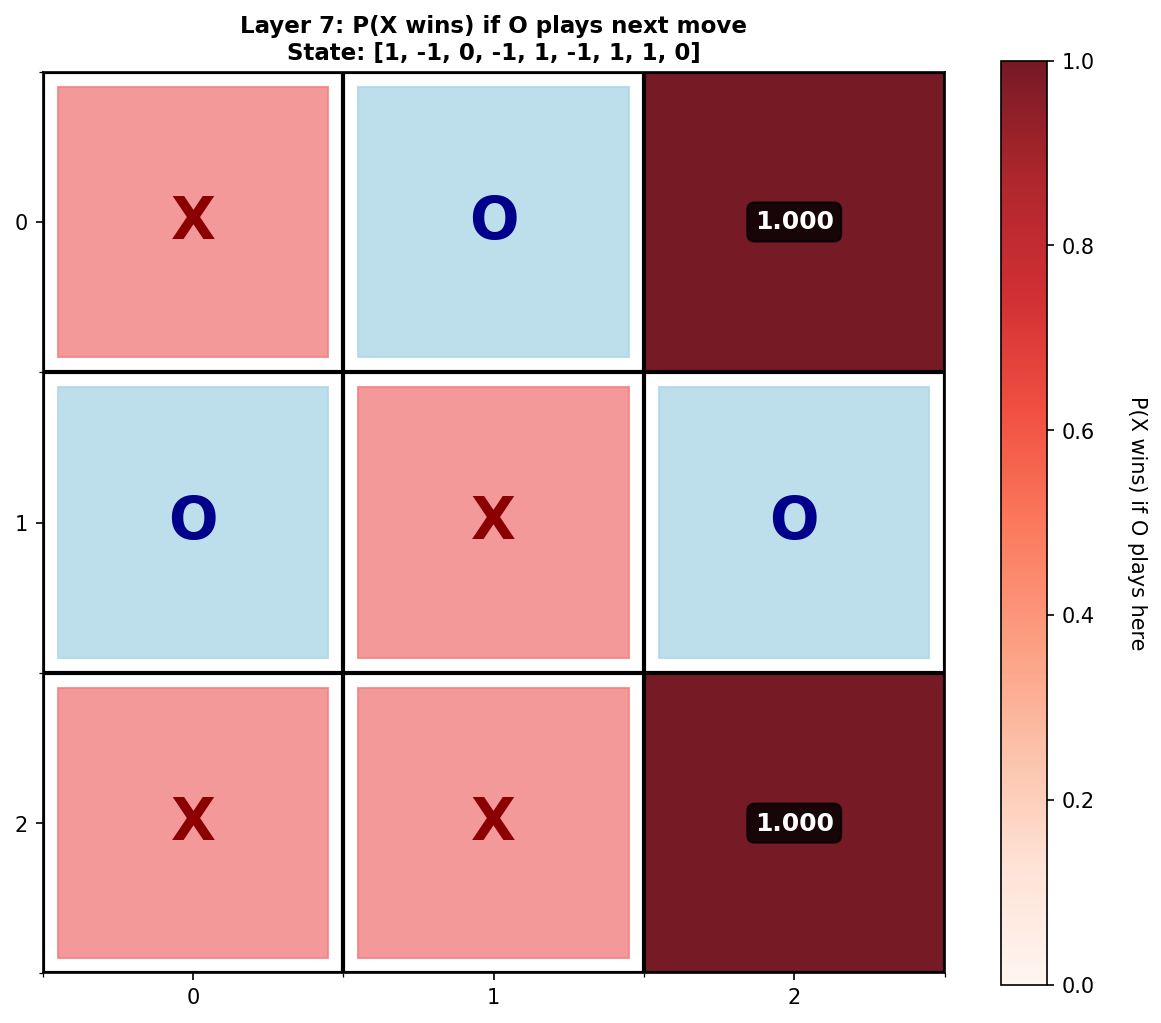 Layer 7: P(X wins) if O plays next move
State: [1, -1, 0, -1, 1, -1, 1, 1, 0]
X O 1.000
O X O
X X 1.000
0
1
2
0 1 2
1.0
0.8
0.6
0.4
0.2
0.0
P(X wins) if O plays here